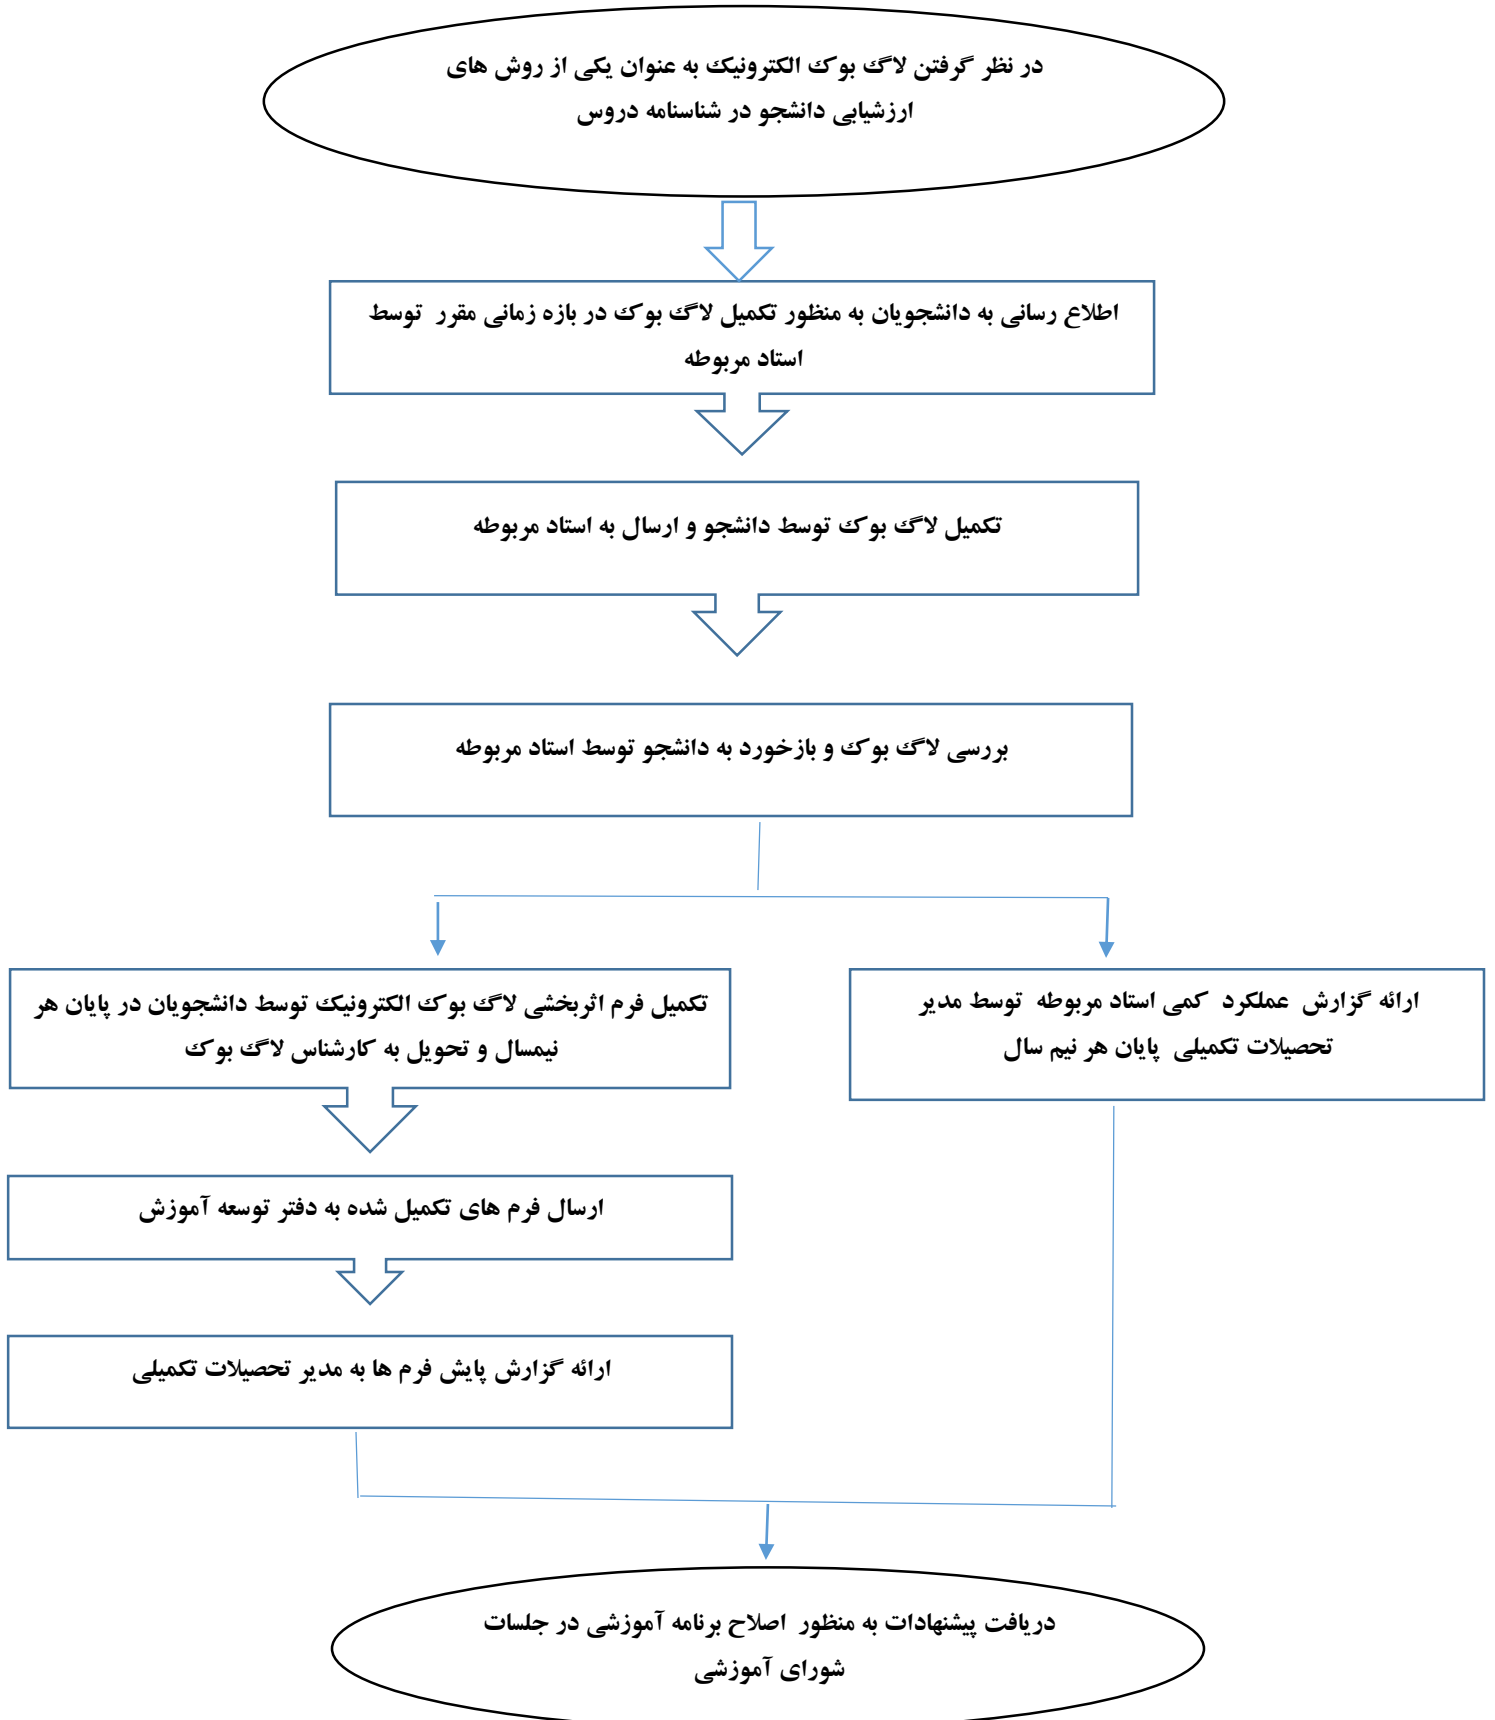 در نظر گرفتن لاگ بوک الکترونیک به عنوان یکی از روش های
ارزشیابی دانشجو در شناسنامه دروس
اطلاع رسانی به دانشجویان به منظور تکمیل لاگ بوک در بازه زمانی مقرر توسط
استاد مربوطه
تکمیل لاگ بوک توسط دانشجو و ارسال به استاد مربوطه
بررسی لاگ بوک و بازخورد به دانشجو توسط استاد مربوطه
ارائه گزارش عملکرد کمی استاد مربوطه توسط مدیر
تحصیلات تکمیلی پایان هر نیم سال
تکمیل فرم اثربخشی لاگ بوک الکترونیک توسط دانشجویان در پایان هر
نیمسال و تحویل به کارشناس لاگ بوک
ارسال فرم های تکمیل شده به دفتر توسعه آموزش
ارائه گزارش پایش فرم ها به مدیر تحصیلات تکمیلی
دریافت پیشنهادات به منظور اصلاح برنامه آموزشی در جلسات
شورای آموزشی